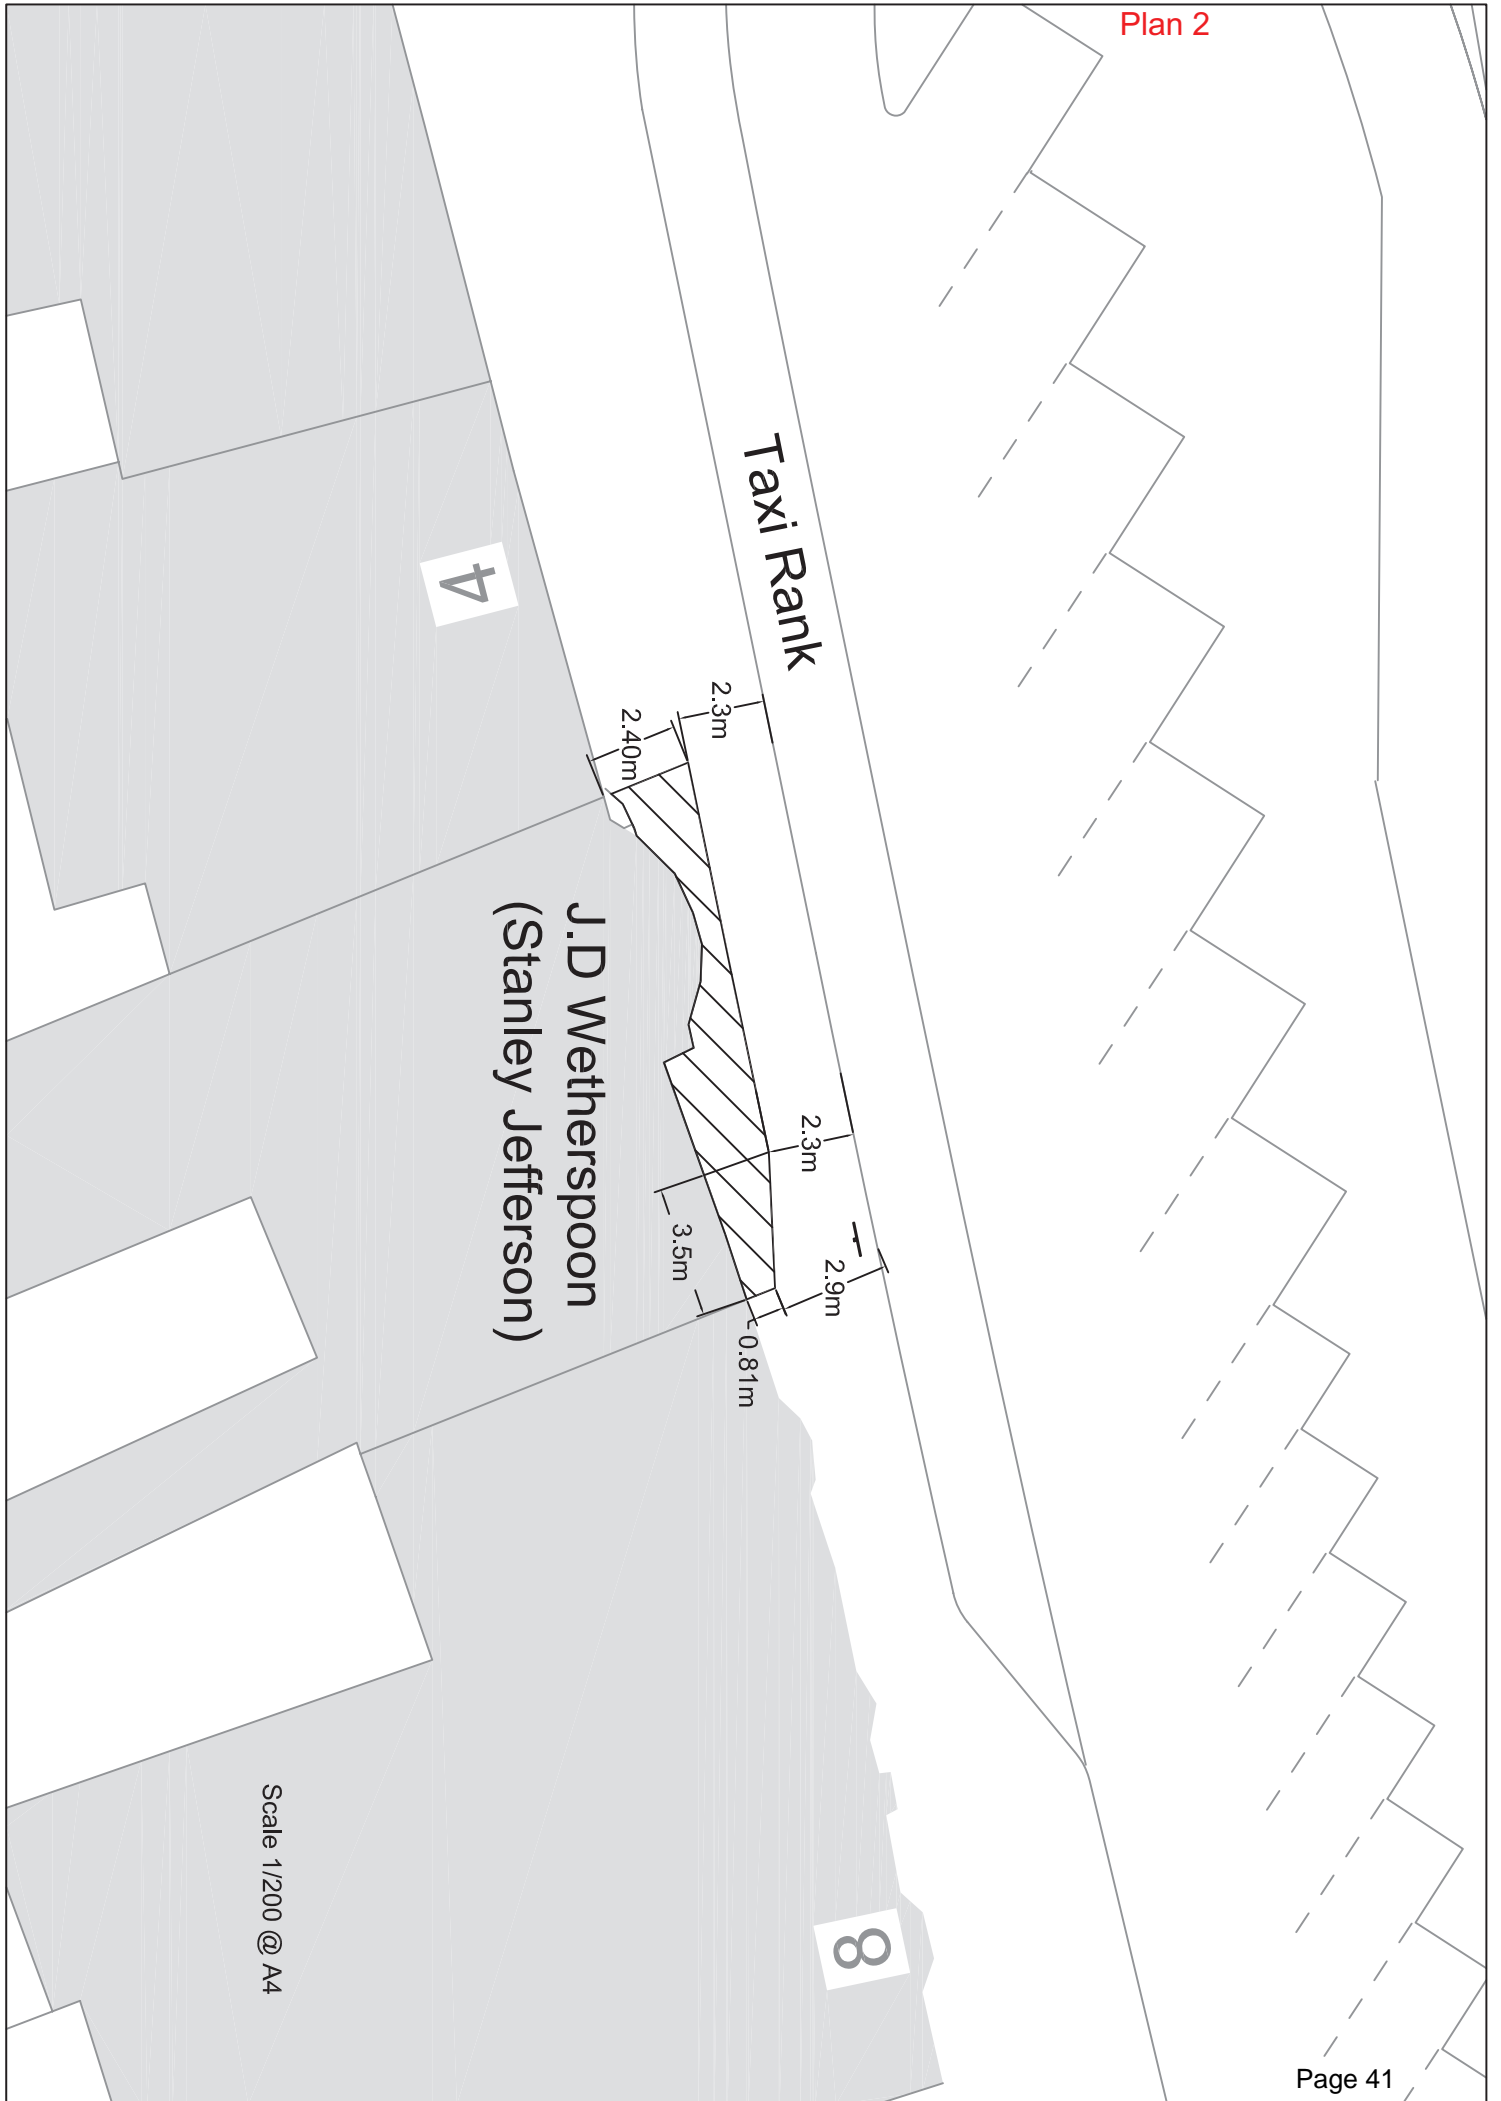 Plan 2
Taxi Rank
4
2.3m
2.40m
J.D Wetherspoon
(Stanley Jefferson)
2.3m
3.5m
2.9m
0.81m
Scale 1/200 @ A4
8
Page 41